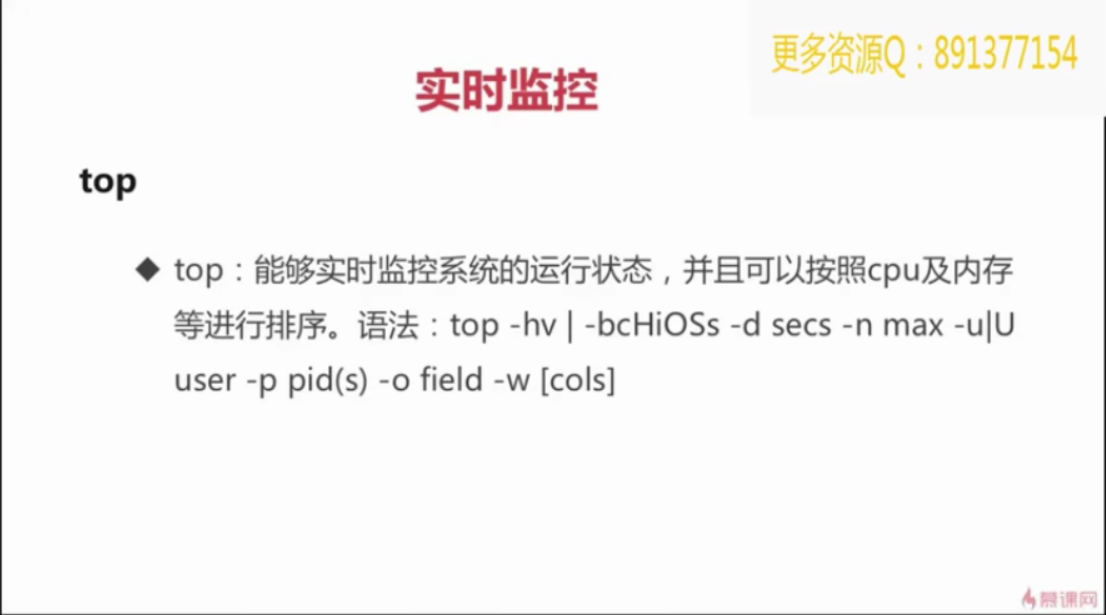 更多资源Q：891377154
实时监控
top
◆ top：能够实时监控系统的运行状态，并且可以按照cpu及内存
等进行排序。语法：top -hv | -bcHiOSs -d secs -n max -u|U
user -p pid(s) -o field -w [cols]
慕课网